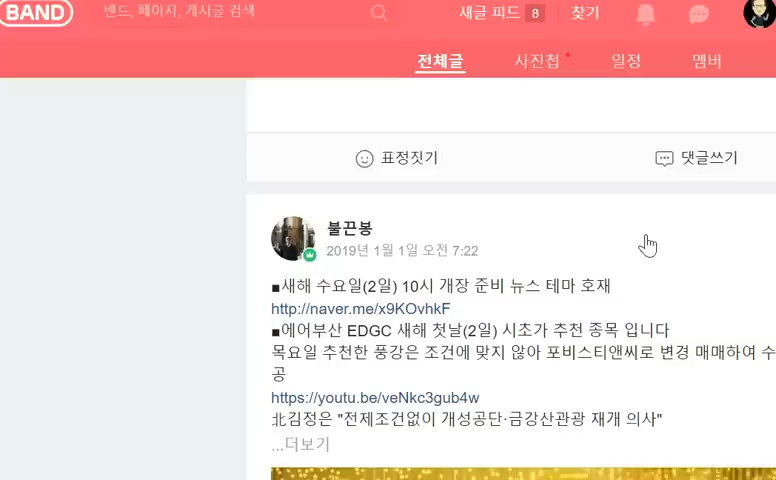 BAND
밴드, 페이지, 게시글 검색
새글 피드 8 찾기
전체글 사진첩 일정 멤버
표정짓기 댓글쓰기
불끈봉
2019년 1월 1일 오전 7:22
■새해 수요일(2일) 10시 개장 준비 뉴스 테마 호재
http://naver.me/x9KOvhkF
■에어부산 EDGC 새해 첫날(2일) 시초가 추천 종목 입니다
목요일 추천한 풍강은 조건에 맞지 않아 포비스티앤씨로 변경 매매하여 수
공
https://youtu.be/veNkc3gub4w
北김정은 "전제조건없이 개성공단·금강산관광 재개 의사"
...더보기